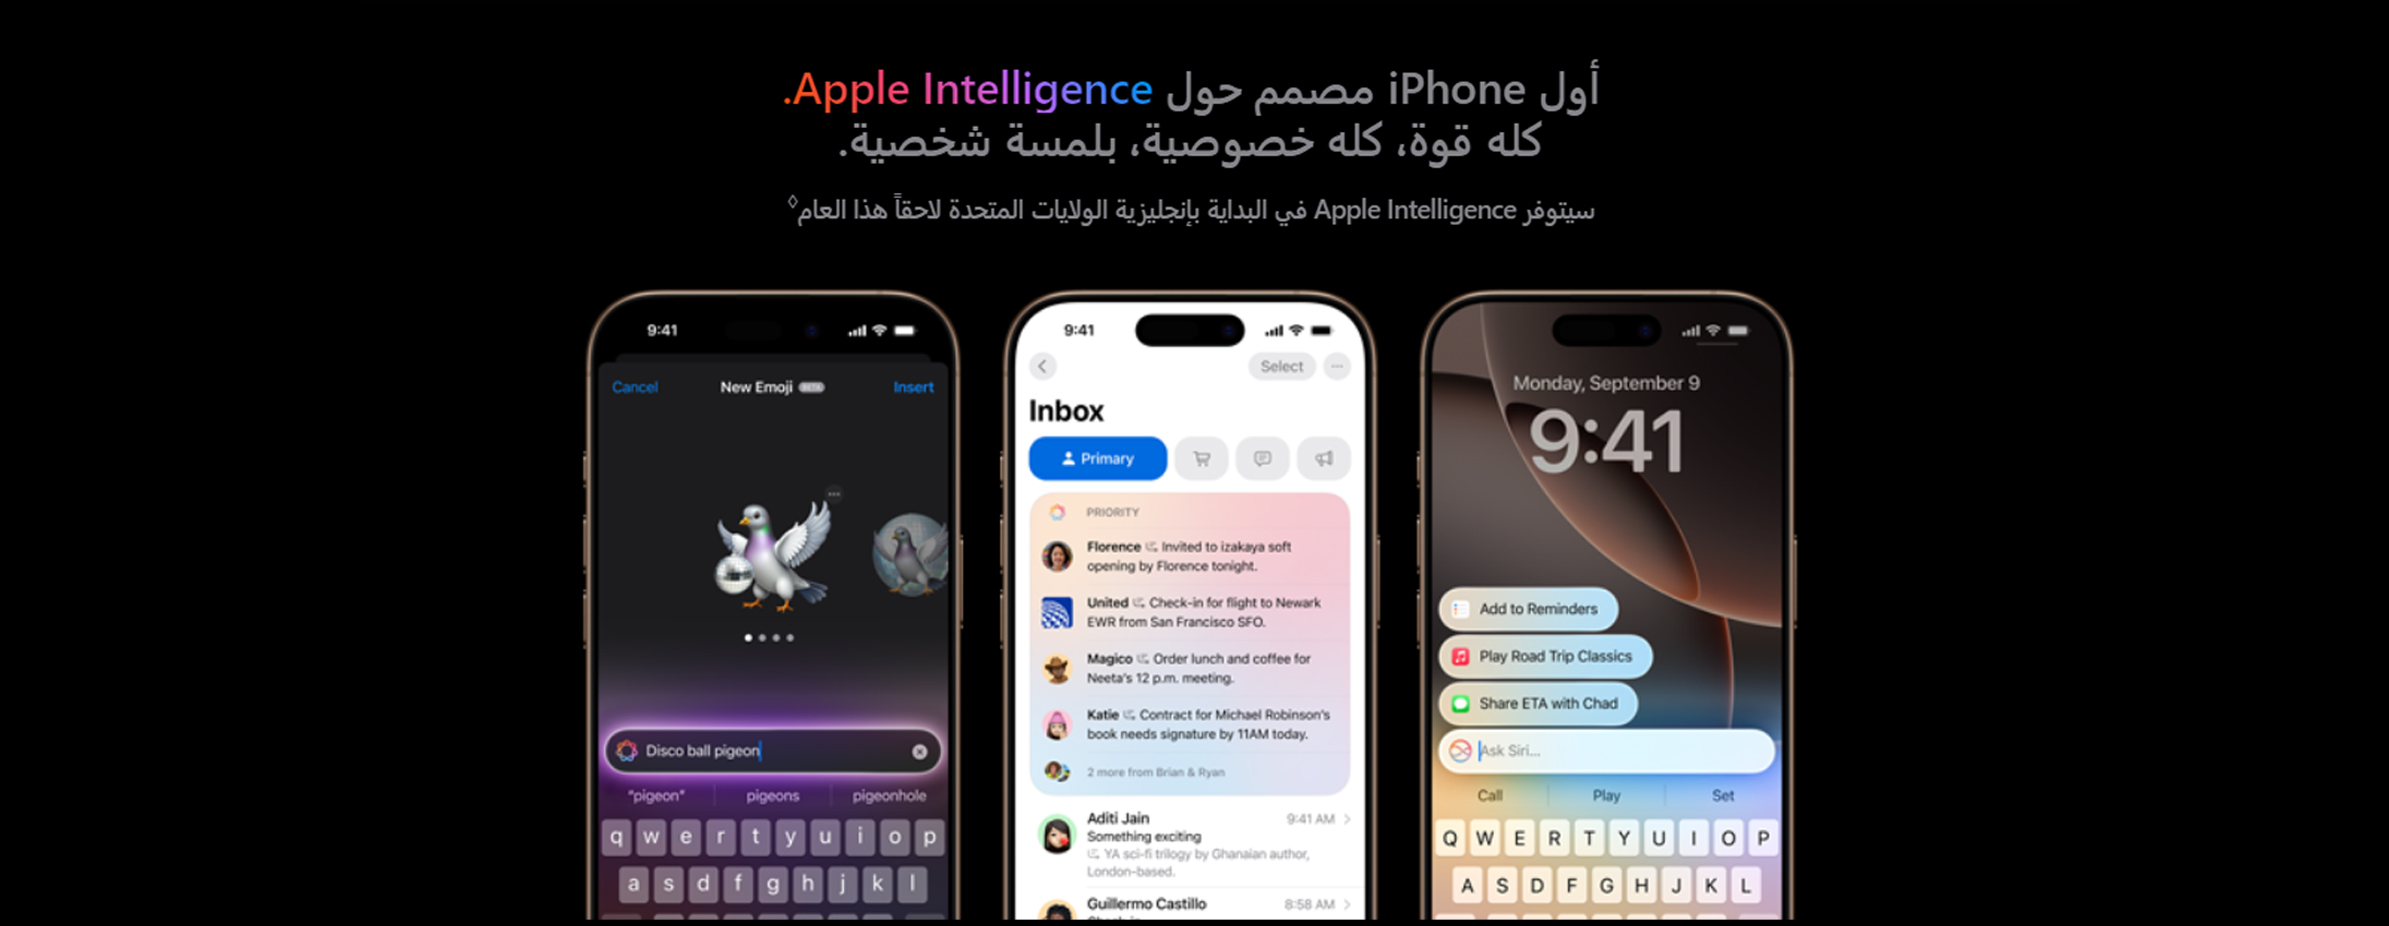 أول iPhone مصمم حول Apple Intelligence.
كله قوة، كله خصوصية، بلمسة شخصية.
سيتوفر Apple Intelligence في البداية بإنجليزية الولايات المتحدة لاحقاً هذا العام◊
9:41
Cancel New Emoji BETA Insert
Disco ball pigeon
"pigeon" pigeons pigeonhole
q w e r t y u i o p
a s d f g h j k l
9:41
Select
Inbox
Primary
PRIORITY
Florence Invited to izakaya soft
opening by Florence tonight.
United Check-in for flight to Newark
EWR from San Francisco SFO.
Magico Order lunch and coffee for
Neeta's 12 p.m. meeting.
Katie Contract for Michael Robinson's
book needs signature by 11AM today.
2 more from Brian & Ryan
Aditi Jain 9:41 AM
Something exciting
YA sci-fi trilogy by Ghanaian author,
London-based.
Guillermo Castillo 8:58 AM
Monday, September 9
9:41
Add to Reminders
Play Road Trip Classics
Share ETA with Chad
Ask Siri...
Call Play Set
Q W E R T Y U I O P
A S D F G H J K L